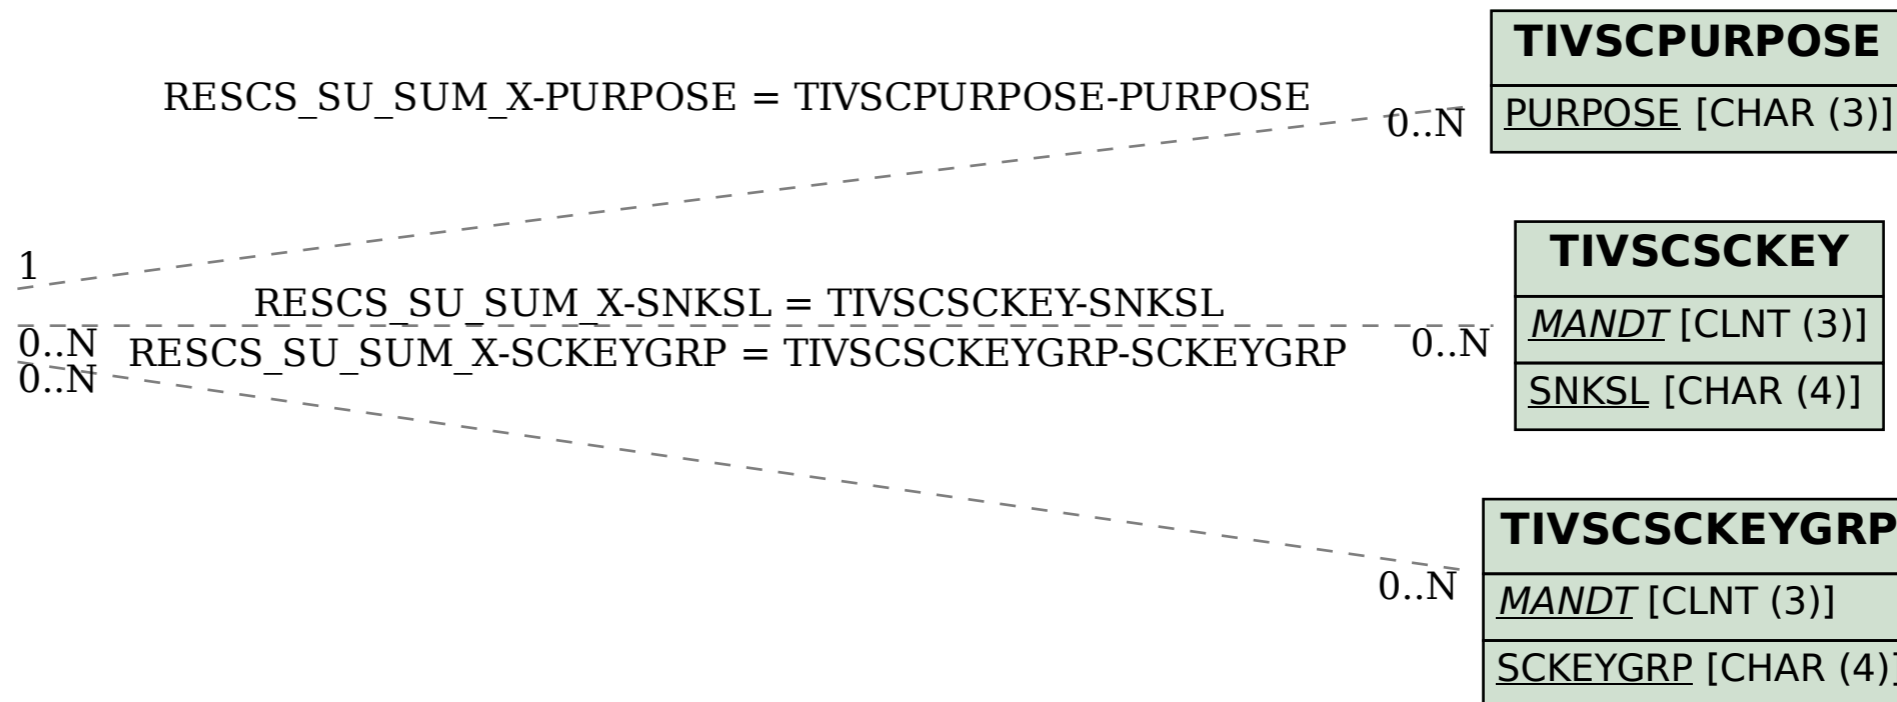 TIVSCPURPOSE
RESCS_SU_SUM_X-PURPOSE = TIVSCPURPOSE-PURPOSE
0..N
PURPOSE [CHAR (3)]
1
TIVSCSCKEY
RESCS_SU_SUM_X-SNKSL = TIVSCSCKEY-SNKSL
MANDT [CLNT (3)]
0..N
RESCS_SU_SUM_X-SCKEYGRP = TIVSCSCKEYGRP-SCKEYGRP
0..N
0..N
SNKSL [CHAR (4)]
TIVSCSCKEYGRP
0..N
MANDT [CLNT (3)]
SCKEYGRP [CHAR (4)]